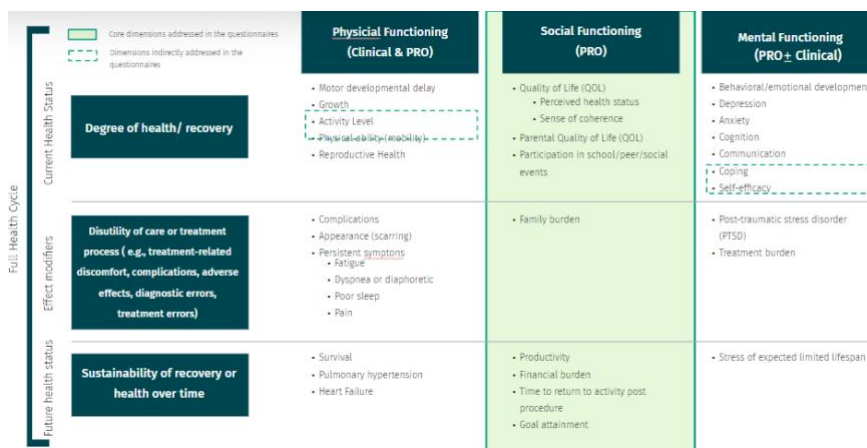 Core dimensions addressed in the questionnaires
Dimensions indirectly addressed in the
questionnaires
Physicial Functioning
(Clinical & PRO)
Social Functioning
(PRO)
Mental Functioning
(PRO± Clinical)
Full Health Cycle
Current Health Status
Degree of health/ recovery
• Motor developmental delay
• Growth
• Activity Level
• Physical ability (mobility)
• Reproductive Health
• Quality of Life (QOL)
• Perceived health status
• Sense of coherence
• Parental Quality of Life (QOL)
• Participation in school/peer/social
events
• Behavioral/emotional developmen
• Depression
• Anxiety
• Cognition
• Communication
• Coping
• Self-efficacy
Effect modifiers
Disutility of care or treatment
process ( e.g., treatment-related
discomfort, complications, adverse
effects, diagnostic errors,
treatment errors)
• Complications
• Appearance (scarring)
• Persistent symptons
• Fatigue
• Dyspnea or diaphoretic
• Poor sleep
• Pain
• Family burden
• Post-traumatic stress disorder
(PTSD)
• Treatment burden
Future health status
Sustainability of recovery or
health over time
• Survival
• Pulmonary hypertension
• Heart Failure
• Productivity
• Financial burden
• Time to return to activity post
procedure
• Goal attainment
• Stress of expected limited lifespan